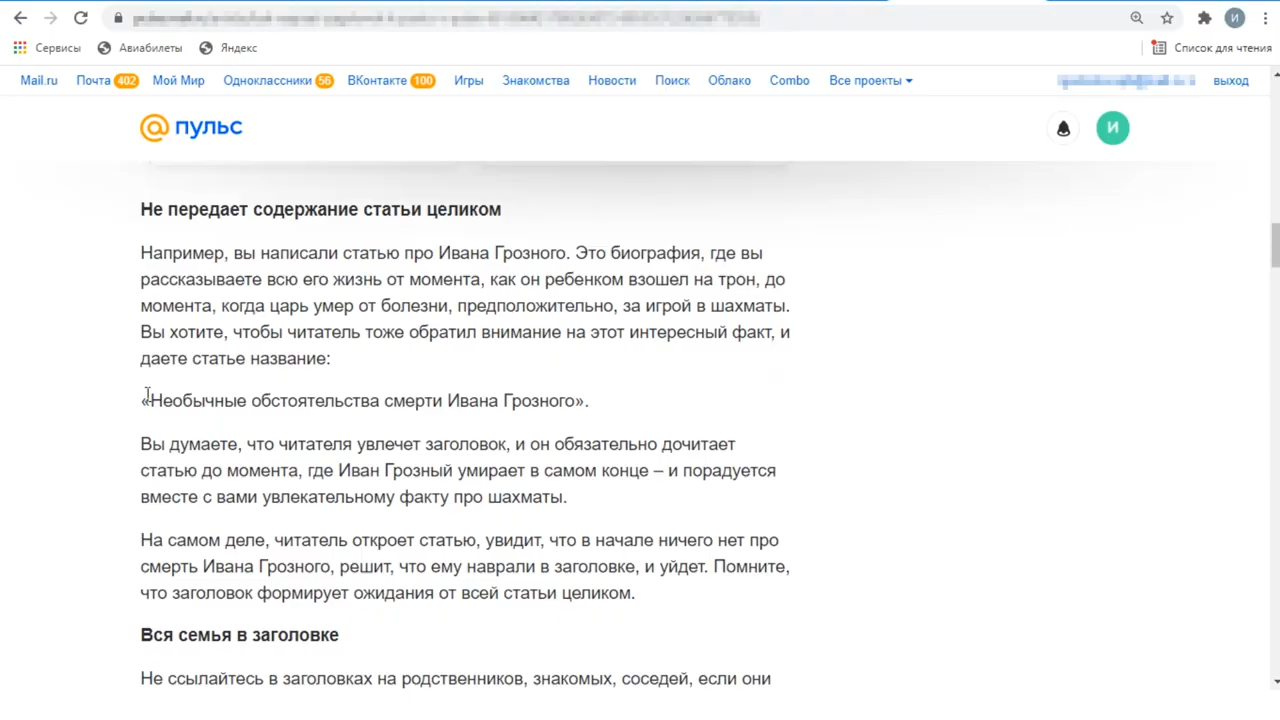 Сервисы Авиабилеты Яндекс Список для чтения
Mail.ru Почта 402 Мой Мир Одноклассники 56 ВКонтакте 100 Игры Знакомства Новости Поиск Облако Combo Все проекты выход
@ пульс И
Не передает содержание статьи целиком
Например, вы написали статью про Ивана Грозного. Это биография, где вы
рассказываете всю его жизнь от момента, как он ребенком взошел на трон, до
момента, когда царь умер от болезни, предположительно, за игрой в шахматы.
Вы хотите, чтобы читатель тоже обратил внимание на этот интересный факт, и
даете статье название:
«Необычные обстоятельства смерти Ивана Грозного».
Вы думаете, что читателя увлечет заголовок, и он обязательно дочитает
статью до момента, где Иван Грозный умирает в самом конце – и порадуется
вместе с вами увлекательному факту про шахматы.
На самом деле, читатель откроет статью, увидит, что в начале ничего нет про
смерть Ивана Грозного, решит, что ему наврали в заголовке, и уйдет. Помните,
что заголовок формирует ожидания от всей статьи целиком.
Вся семья в заголовке
Не ссылайтесь в заголовках на родственников, знакомых, соседей, если они